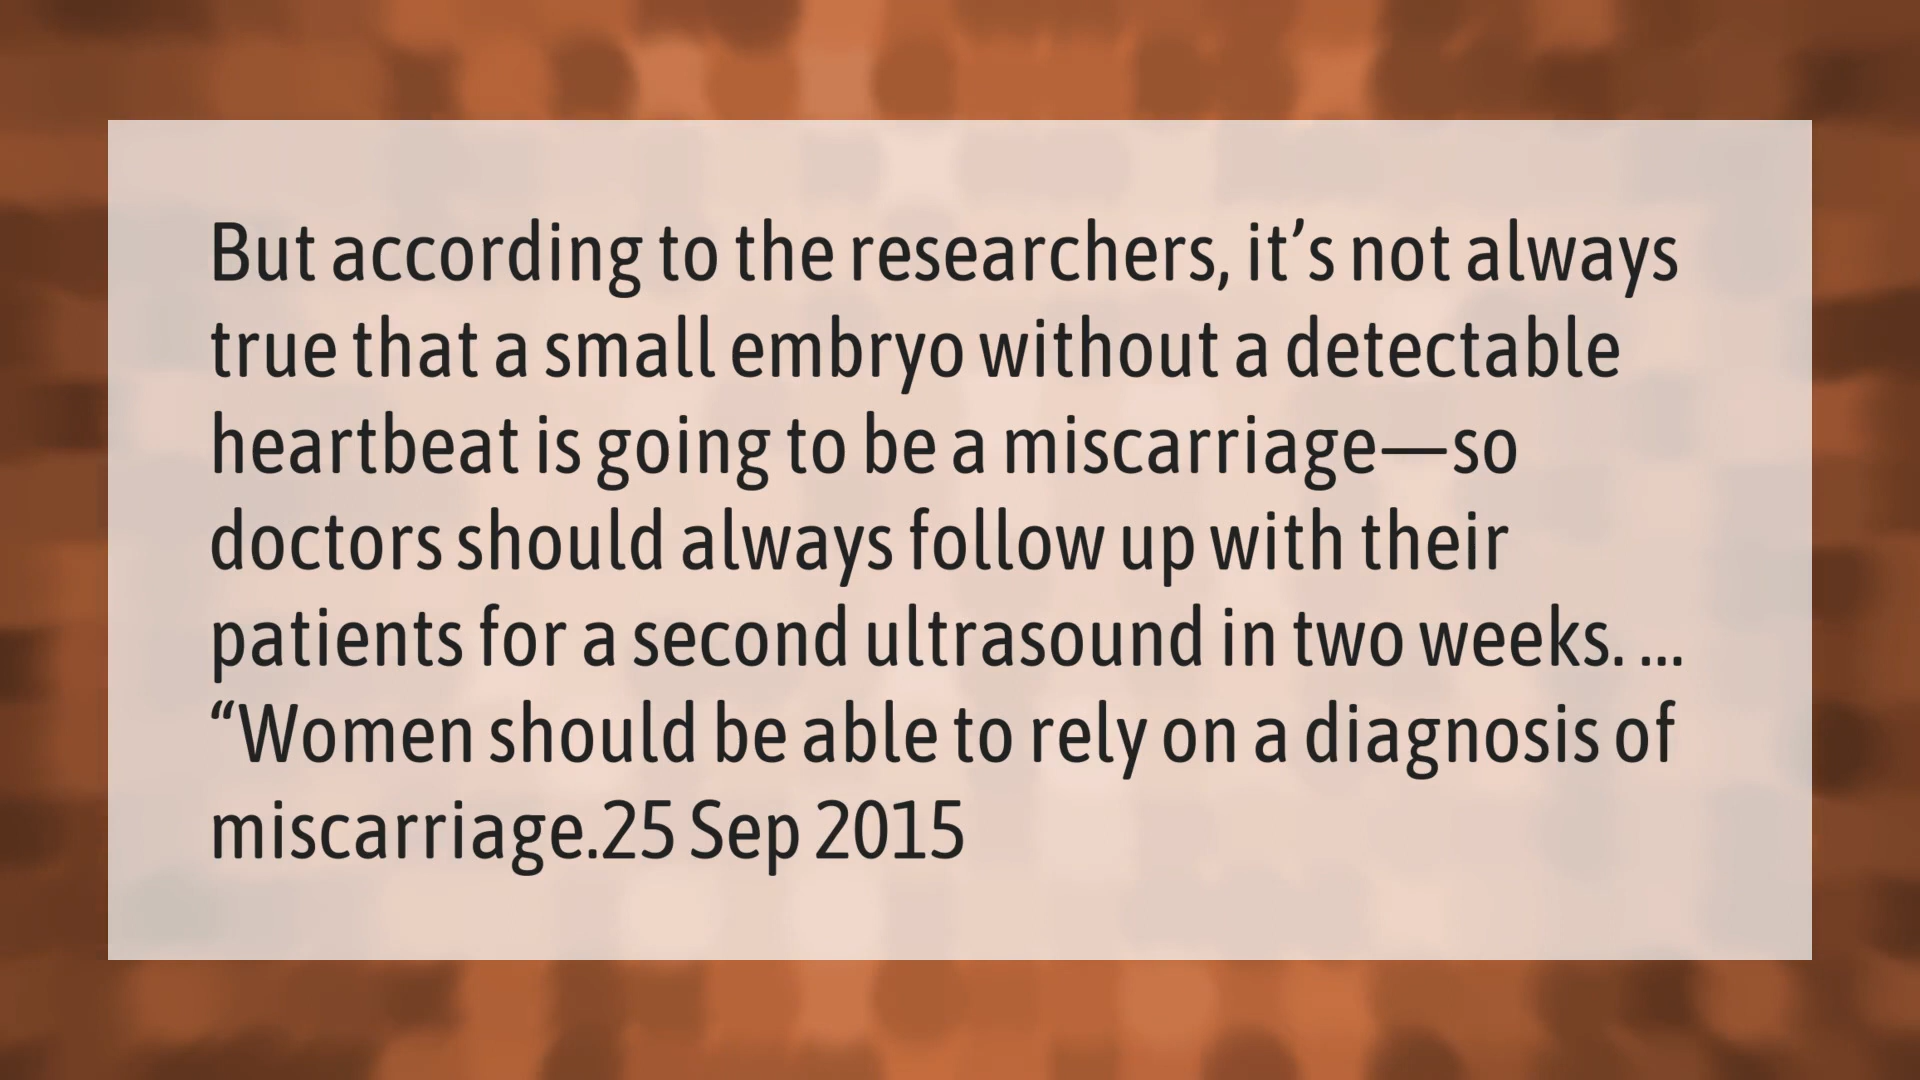 But according to the researchers, it’s not always
true that a small embryo without a detectable
heartbeat is going to be a miscarriage—so
doctors should always follow up with their
patients for a second ultrasound in two weeks. ...
“Women should be able to rely on a diagnosis of
miscarriage.25 Sep 2015